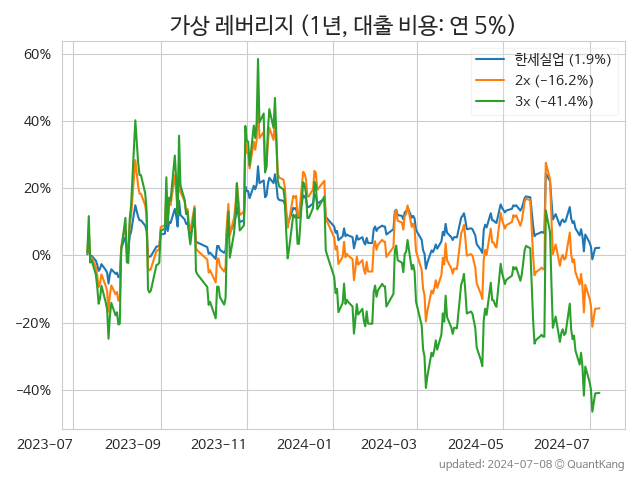 가상 레버리지 (1년, 대출 비용: 연 5%)
한세실업 (1.9%)
2x (−16.2%)
3x (−41.4%)
60%
40%
20%
0%
−20%
−40%
2023-07 2023-09 2023-11 2024-01 2024-03 2024-05 2024-07
updated: 2024-07-08 © QuantKang